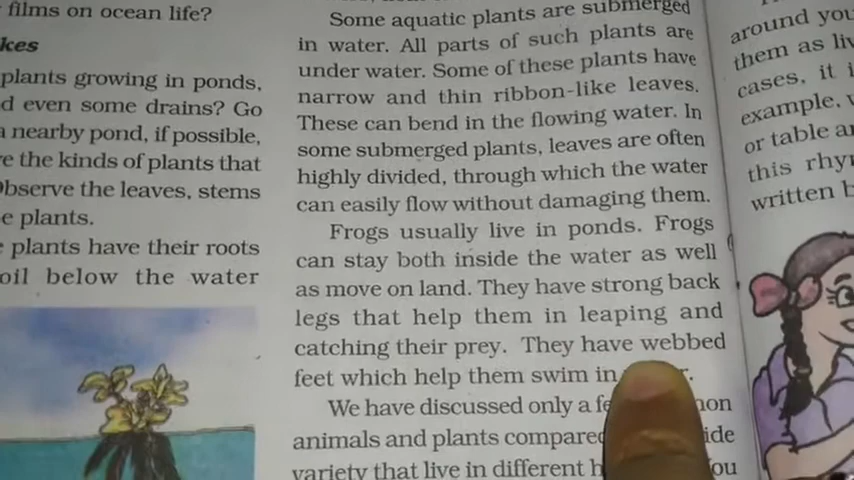 films on ocean life?
kes
plants growing in ponds,
d even some drains? Go
a nearby pond, if possible,
e the kinds of plants that
Observe the leaves, stems
e plants.
plants have their roots
oil below the water
Some aquatic plants are submerged
in water. All parts of such plants are
under water. Some of these plants have
narrow and thin ribbon-like leaves.
These can bend in the flowing water. In
some submerged plants, leaves are often
highly divided, through which the water
can easily flow without damaging them.
Frogs usually live in ponds. Frogs
can stay both inside the water as well
as move on land. They have strong back
legs that help them in leaping and
catching their prey. They have webbed
feet which help them swim in
We have discussed only a fe non
animals and plants compared ide
variety that live in different h ou
around you
them as liv
cases, it i
example,
or table a
this rhy
written b